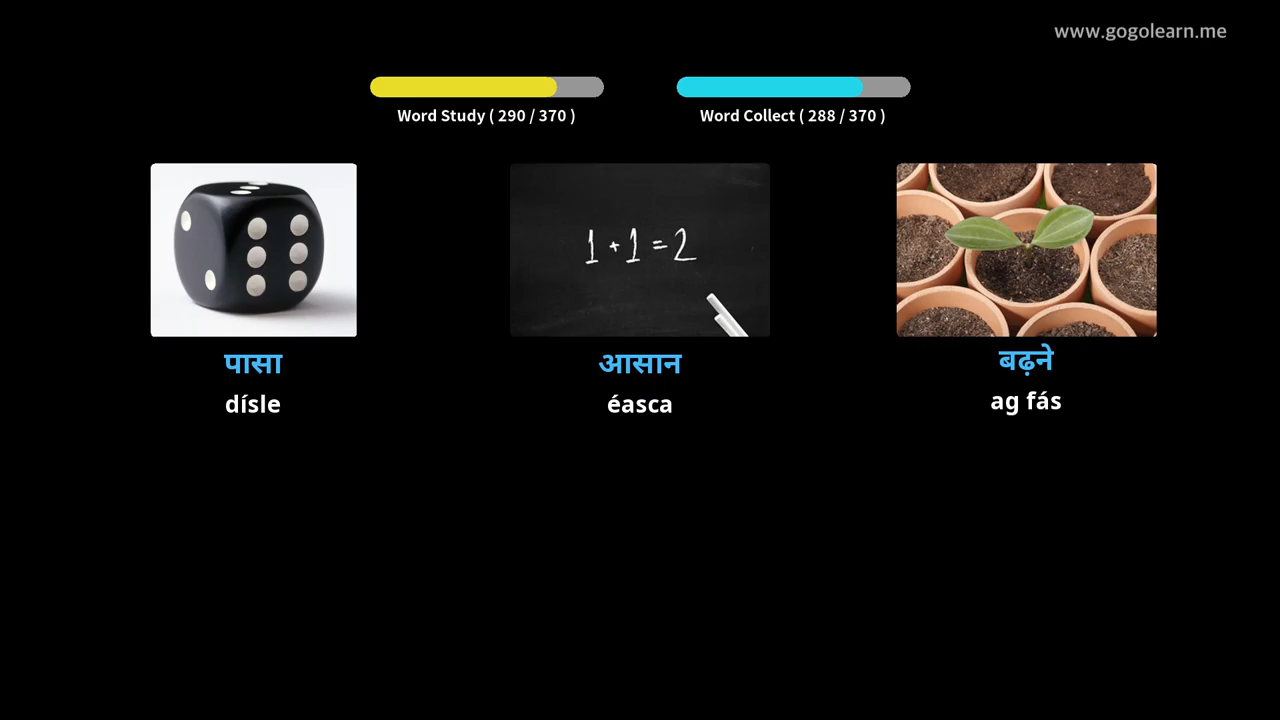 www.gogolearn.me
Word Study ( 290 / 370 )
Word Collect ( 288 / 370 )
1 + 1 = 2
पासा
आसान
बढ़ने
dísle
éasca
ag fás